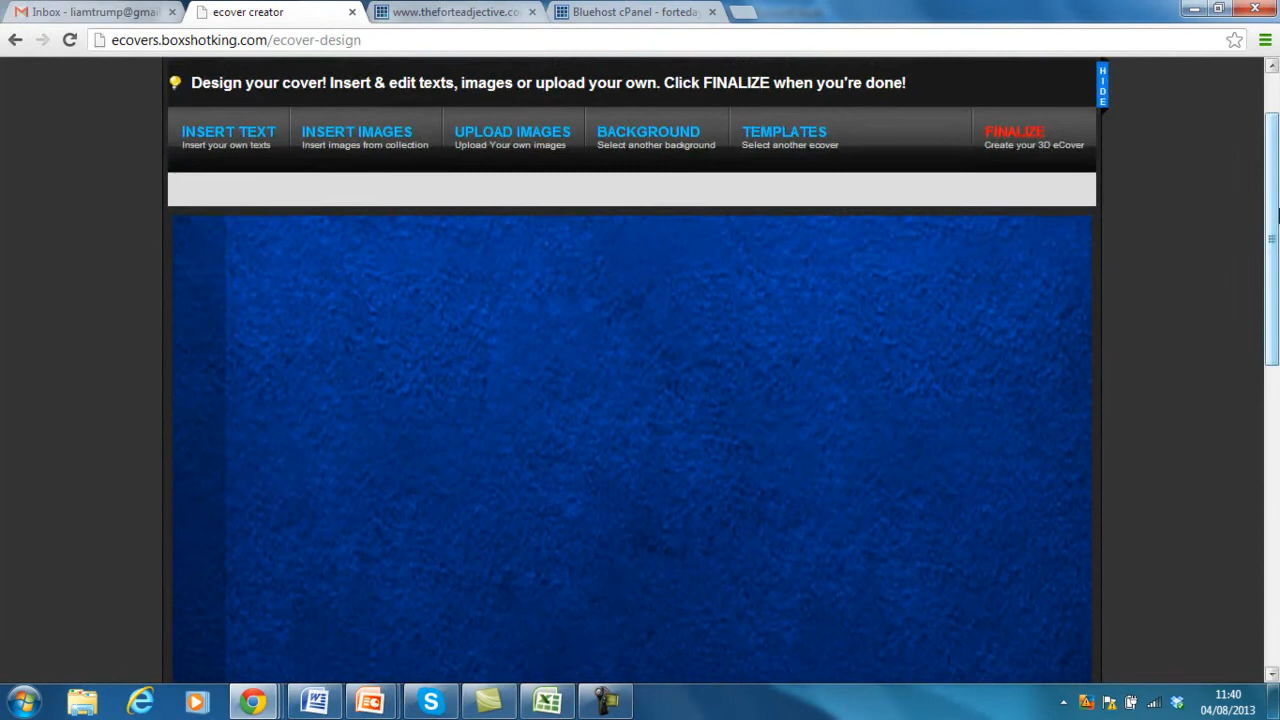 Inbox - liamtrump@gmail
ecover creator
www.theforteadjective.co
Bluehost cPanel - forteda
ecovers.boxshotking.com/ecover-design
Design your cover! Insert & edit texts, images or upload your own. Click FINALIZE when you're done!
HIDE
INSERT TEXT
Insert your own texts
INSERT IMAGES
Insert images from collection
UPLOAD IMAGES
Upload Your own images
BACKGROUND
Select another background
TEMPLATES
Select another ecover
FINALIZE
Create your 3D eCover
11:40
04/08/2013